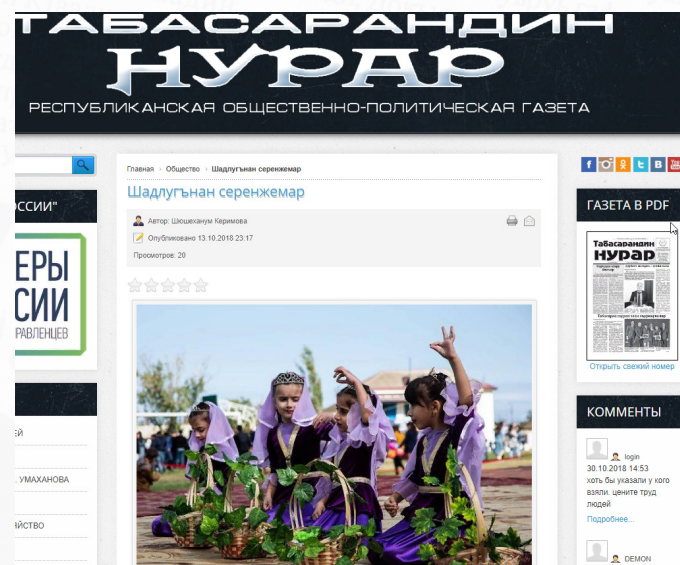 ТАБАСАРАНДИН
НУРАР
РЕСПУБЛИКАНСКАЯ ОБЩЕСТВЕННО-ПОЛИТИЧЕСКАЯ ГАЗЕТА
Главная › Общество › Шадлугънан серенжемар
Шадлугънан серенжемар
Автор: Шюшеханум Керимова
Опубликовано 13.10.2018 23:17
Просмотров: 20
ОССИИ"
ЕРЫ
СИИ
РАВЛЕНЦЕВ
ЕЙ
. УМАХАНОВА
ЯЙСТВО
f
t
B
You
ГАЗЕТА В PDF
Табасарандин
НУРАР
Открыть свежий номер
КОММЕНТЫ
login
30.10.2018 14:53
хоть бы указали у кого
взяли. цените труд
людей
Подробнее...
DEMON